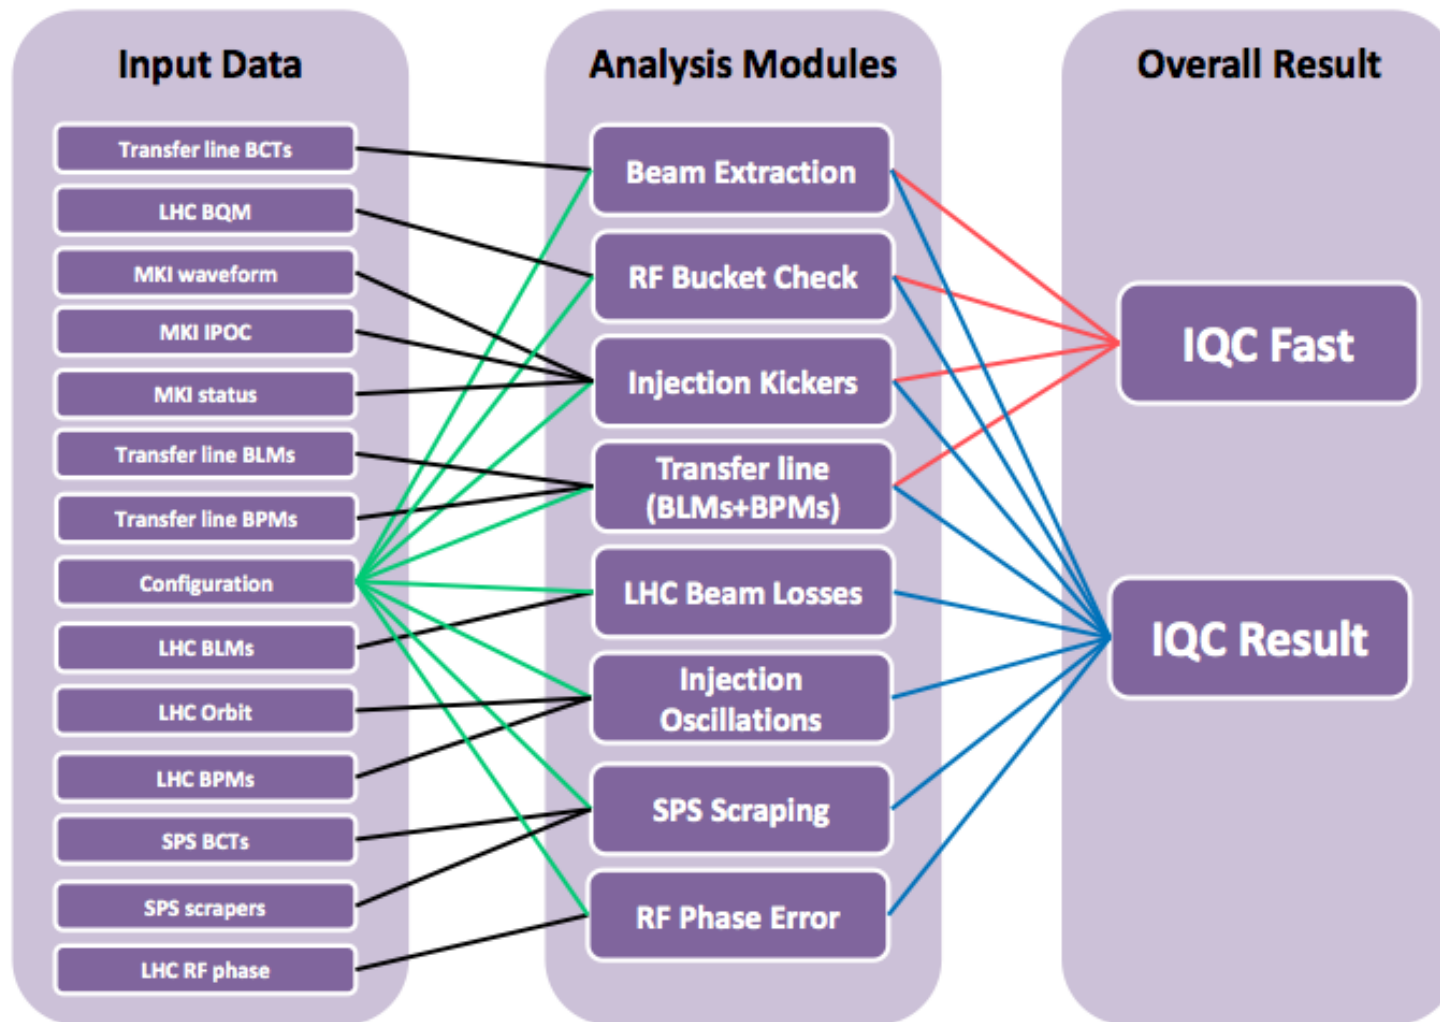 Input Data
Transfer line BCTs
LHC BQM
MKI waveform
MKI IPOC
MKI status
Transfer line BLMs
Transfer line BPMs
Configuration
LHC BLMs
LHC Orbit
LHC BPMs
SPS BCTs
SPS scrapers
LHC RF phase
Analysis Modules
Beam Extraction
RF Bucket Check
Injection Kickers
Transfer line
(BLMs+BPMs)
LHC Beam Losses
Injection
Oscillations
SPS Scraping
RF Phase Error
Overall Result
IQC Fast
IQC Result